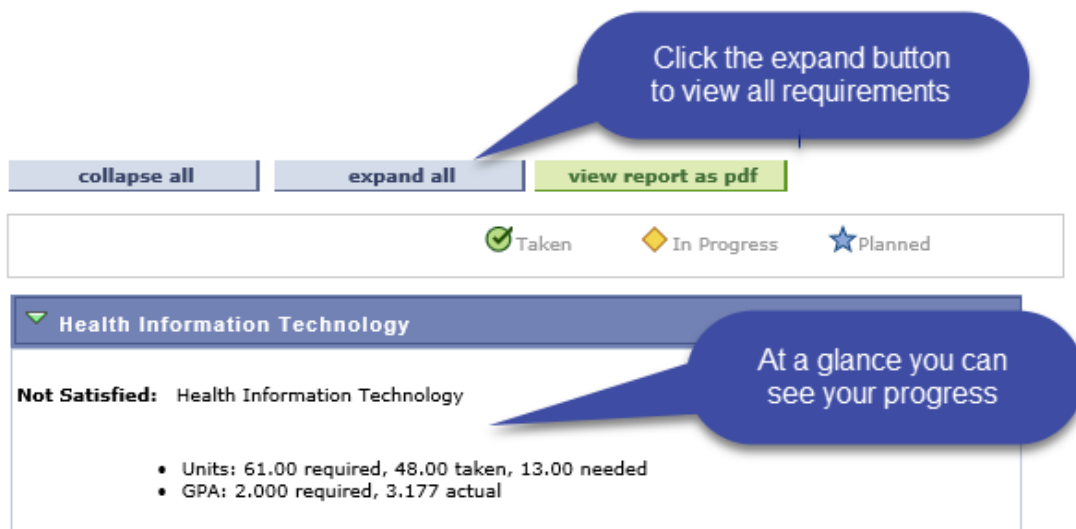 Click the expand button
to view all requirements
collapse all expand all view report as pdf
Taken In Progress Planned
Health Information Technology
At a glance you can
see your progress
Not Satisfied: Health Information Technology
• Units: 61.00 required, 48.00 taken, 13.00 needed
• GPA: 2.000 required, 3.177 actual